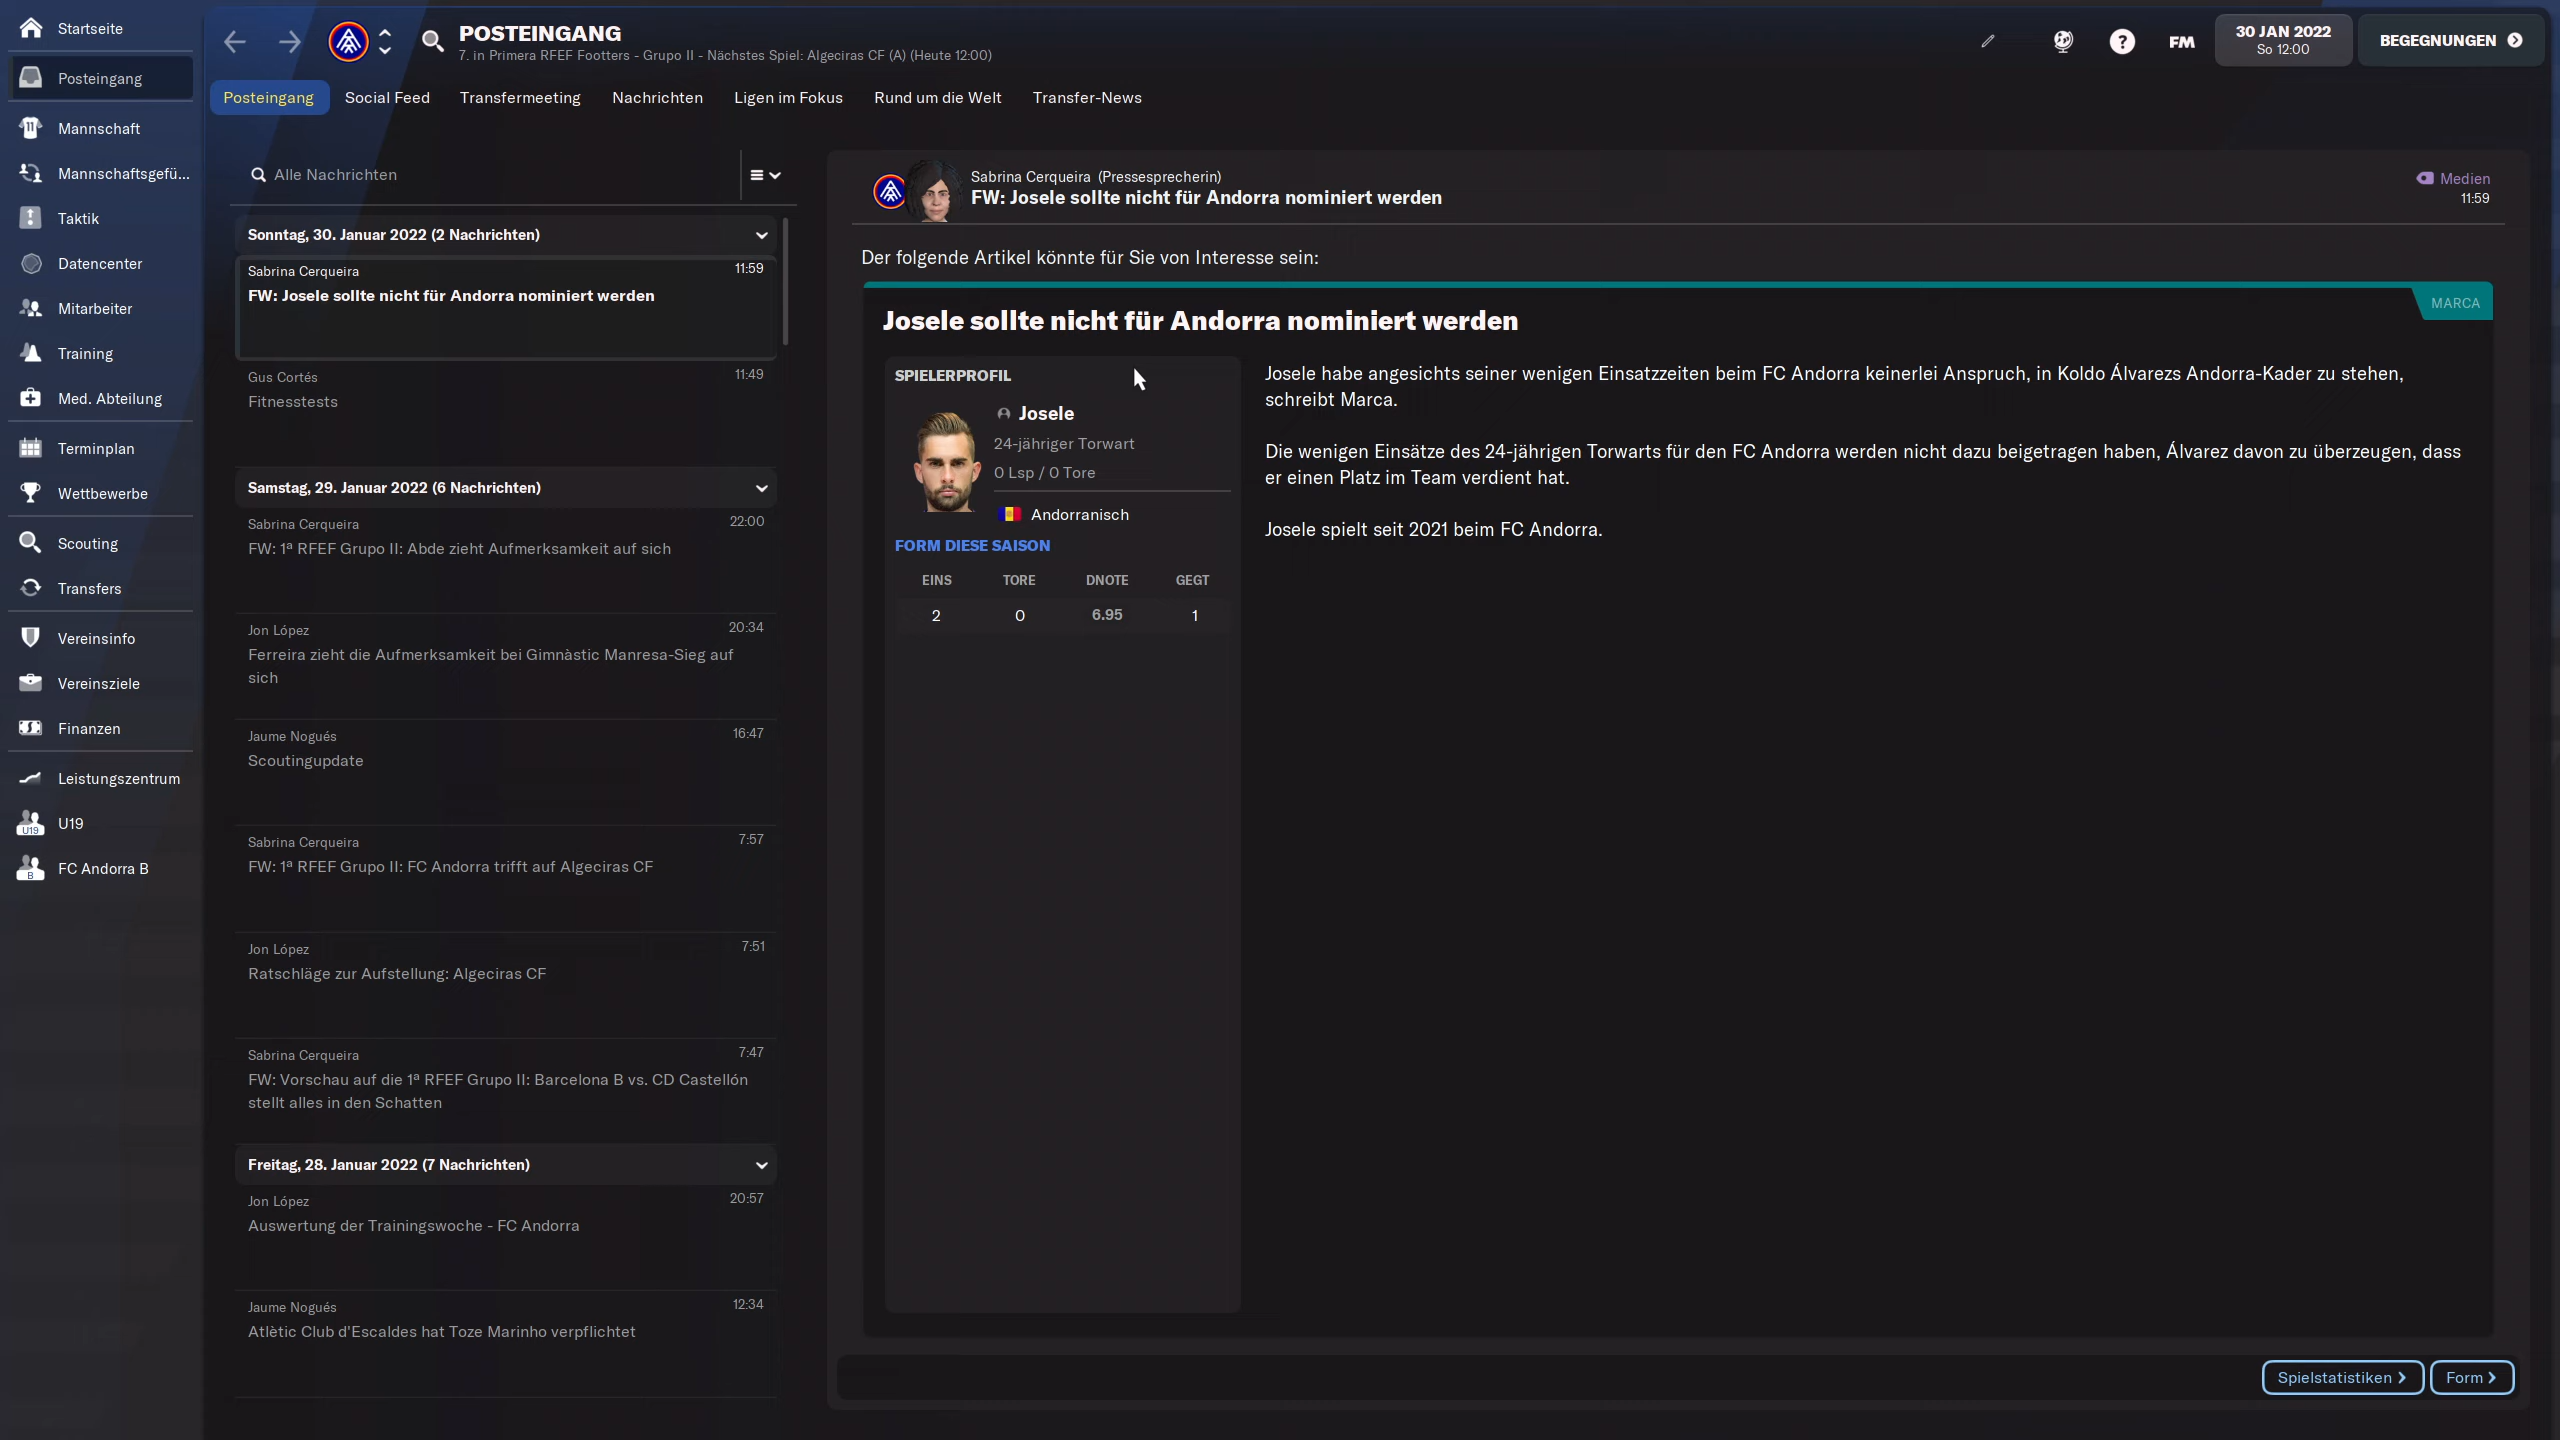 Startseite
Posteingang
Mannschaft
Mannschaftsgefü...
Taktik
Datencenter
Mitarbeiter
Training
Med. Abteilung
Terminplan
Wettbewerbe
Scouting
Transfers
Vereinsinfo
Vereinsziele
Finanzen
Leistungszentrum
U19
U19
B
FC Andorra B
POSTEINGANG
7. in Primera RFEF Footters - Grupo II - Nächstes Spiel: Algeciras CF (A) (Heute 12:00)
?
FM
30 JAN 2022
So 12:00
BEGEGNUNGEN
Posteingang
Social Feed
Transfermeeting
Nachrichten
Ligen im Fokus
Rund um die Welt
Transfer-News
Alle Nachrichten
Sonntag, 30. Januar 2022 (2 Nachrichten)
Sabrina Cerqueira 11:59
FW: Josele sollte nicht für Andorra nominiert werden
Gus Cortés 11:49
Fitnesstests
Samstag, 29. Januar 2022 (6 Nachrichten)
Sabrina Cerqueira 22:00
FW: 1ª RFEF Grupo II: Abde zieht Aufmerksamkeit auf sich
Jon López 20:34
Ferreira zieht die Aufmerksamkeit bei Gimnàstic Manresa-Sieg auf
sich
Jaume Nogués 16:47
Scoutingupdate
Sabrina Cerqueira 7:57
FW: 1ª RFEF Grupo II: FC Andorra trifft auf Algeciras CF
Jon López 7:51
Ratschläge zur Aufstellung: Algeciras CF
Sabrina Cerqueira 7:47
FW: Vorschau auf die 1ª RFEF Grupo II: Barcelona B vs. CD Castellón
stellt alles in den Schatten
Freitag, 28. Januar 2022 (7 Nachrichten)
Jon López 20:57
Auswertung der Trainingswoche - FC Andorra
Jaume Nogués 12:34
Atlètic Club d'Escaldes hat Toze Marinho verpflichtet
Sabrina Cerqueira (Pressesprecherin)
FW: Josele sollte nicht für Andorra nominiert werden
Medien
11:59
Der folgende Artikel könnte für Sie von Interesse sein:
MARCA
Josele sollte nicht für Andorra nominiert werden
SPIELERPROFIL
Josele
24-jähriger Torwart
0 Lsp / 0 Tore
Andorranisch
FORM DIESE SAISON
EINS TORE DNOTE GEGT
2 0 6.95 1
Josele habe angesichts seiner wenigen Einsatzzeiten beim FC Andorra keinerlei Anspruch, in Koldo Álvarezs Andorra-Kader zu stehen,
schreibt Marca.
Die wenigen Einsätze des 24-jährigen Torwarts für den FC Andorra werden nicht dazu beigetragen haben, Álvarez davon zu überzeugen, dass
er einen Platz im Team verdient hat.
Josele spielt seit 2021 beim FC Andorra.
Spielstatistiken
Form